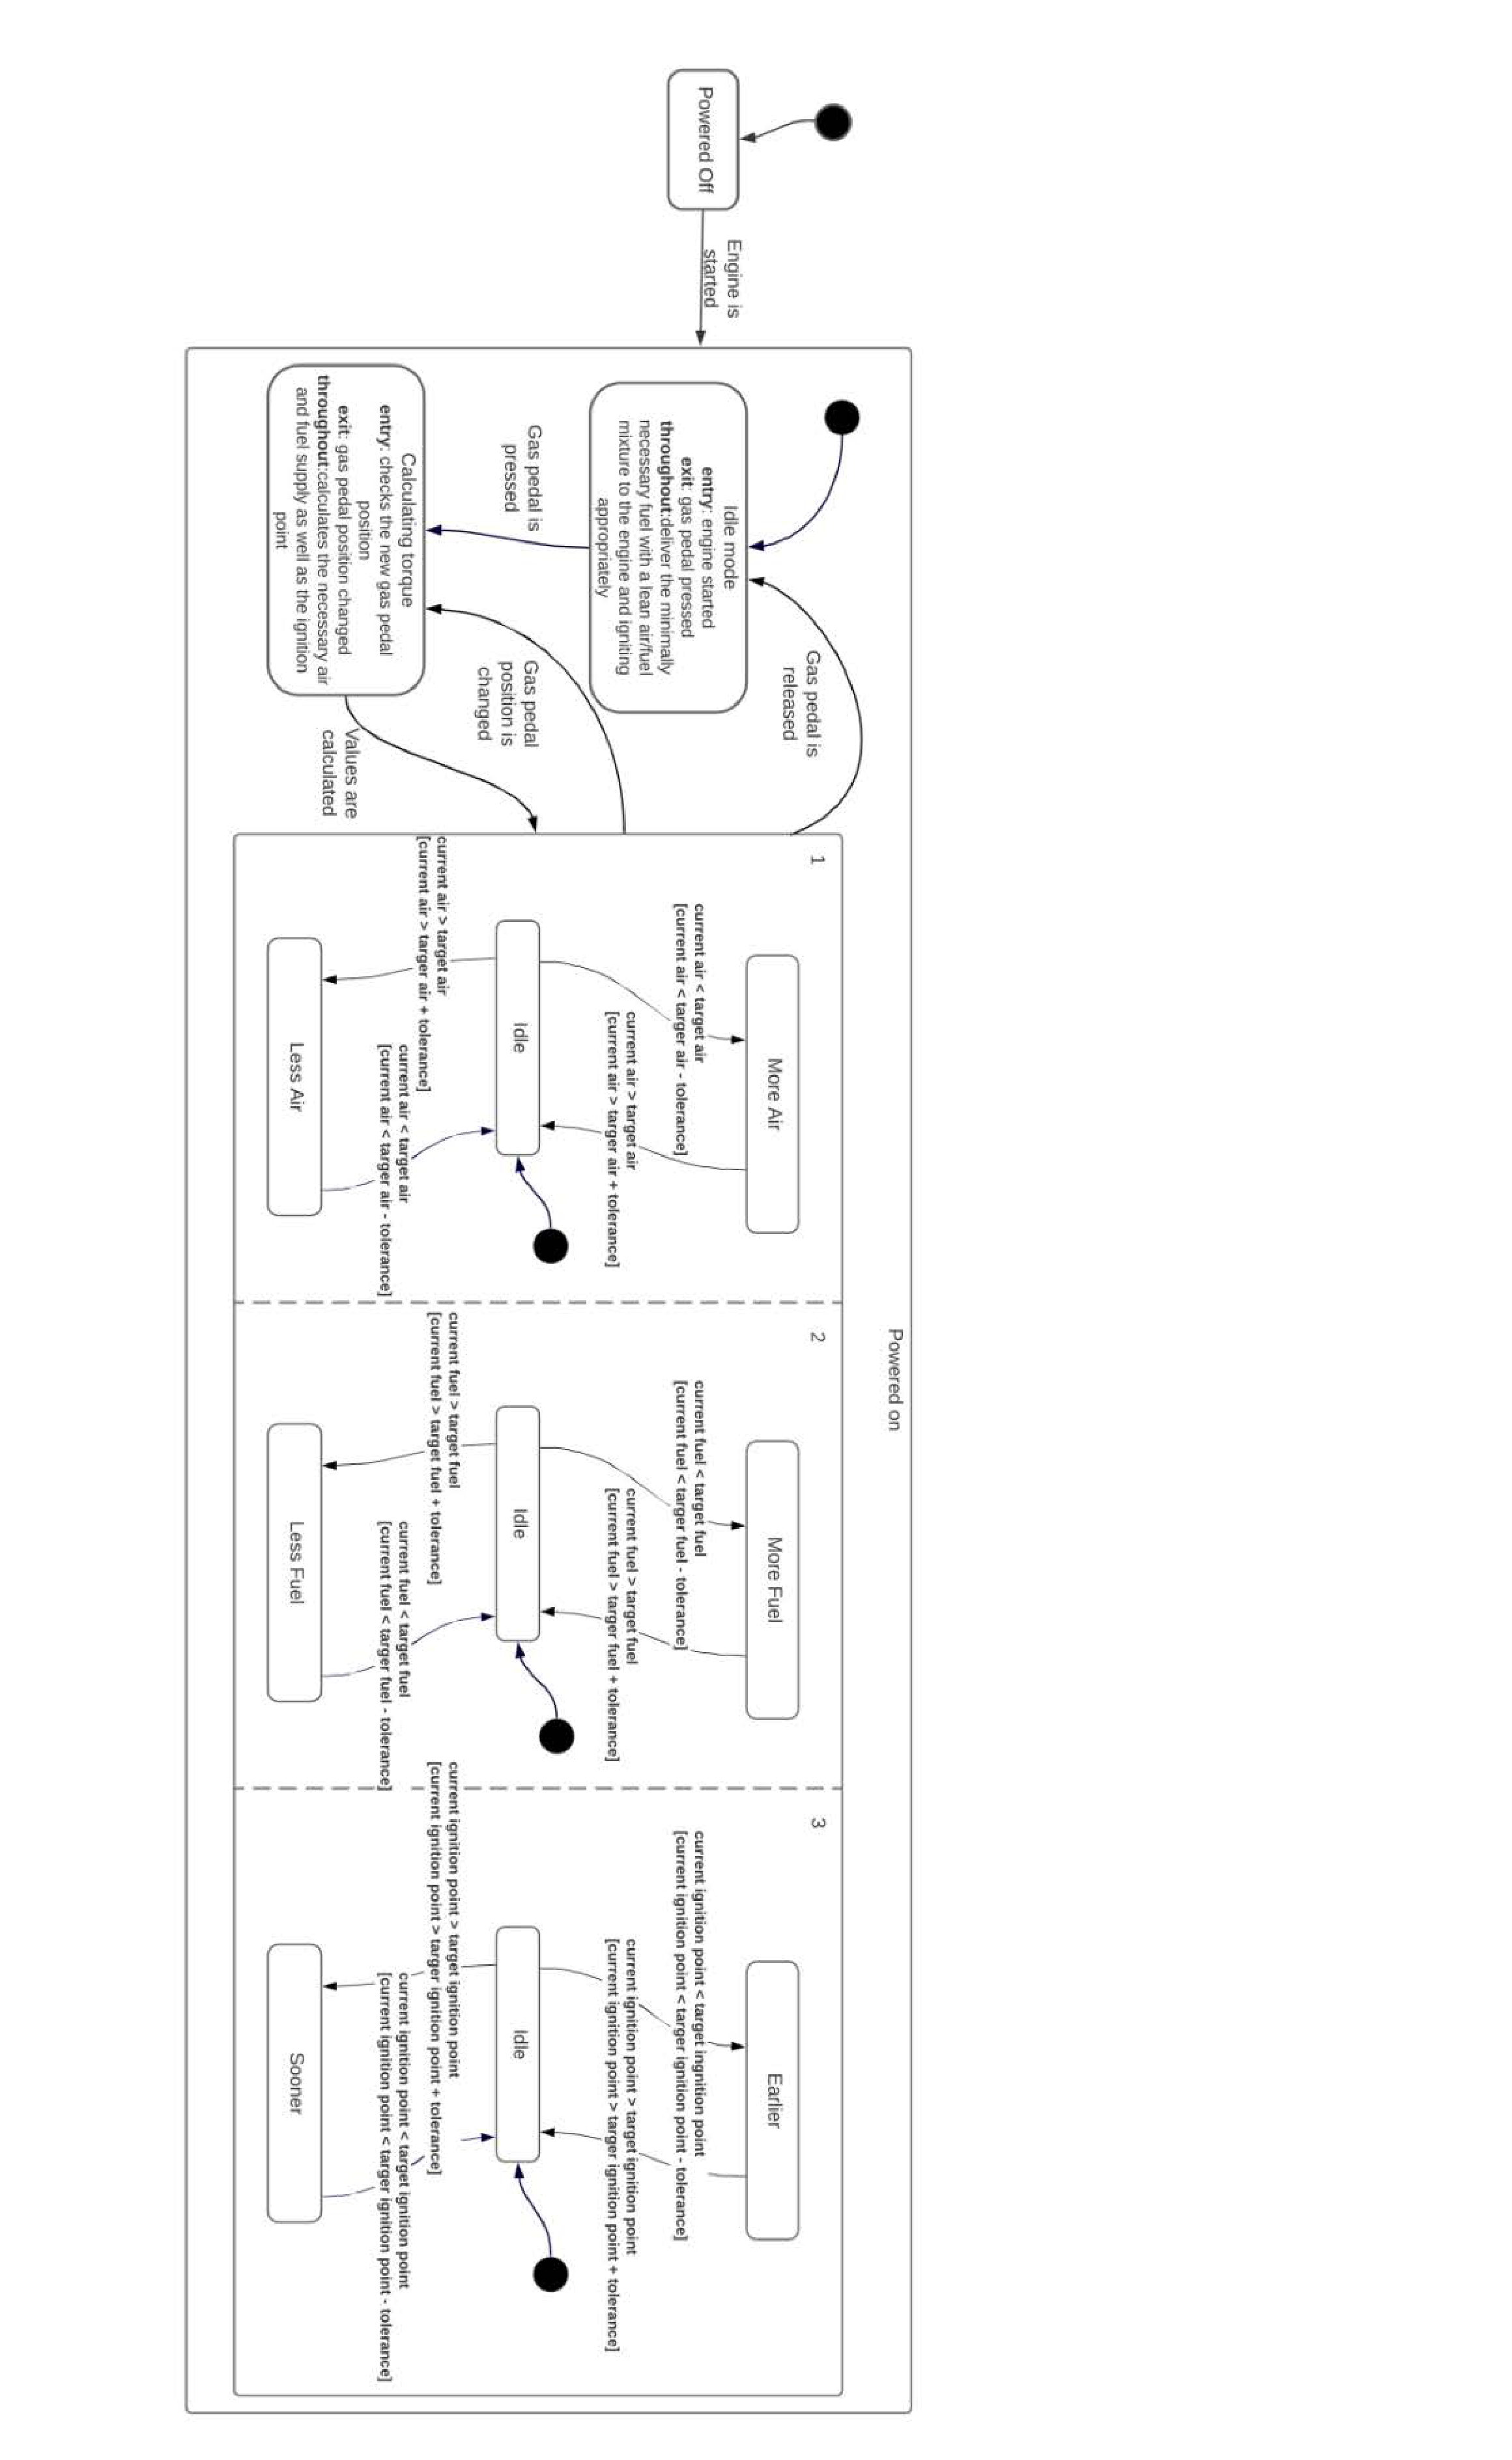 Powered Off
Engine is
started
Powered on
Idle mode
entry: engine started
exit: gas pedal pressed
throughout:deliver the minimally
necessary fuel with a lean air/fuel
mixture to the engine and igniting
appropriately
Gas pedal is
released
Gas pedal is
pressed
Gas pedal
position is
changed
Calculating torque
entry: checks the new gas pedal
position
exit: gas pedal position changed
throughout:calculates the necessary air
and fuel supply as well as the ignition
point
Values are
calculated
1
More Air
current air < target air
[current air < targer air - tolerance]
current air > target air
[current air > targer air + tolerance]
Idle
current air > target air
[current air > targer air + tolerance]
current air < target air
[current air < targer air - tolerance]
Less Air
2
More Fuel
current fuel < target fuel
[current fuel < targer fuel - tolerance]
current fuel > target fuel
[current fuel > targer fuel + tolerance]
Idle
current fuel > target fuel
[current fuel > target fuel + tolerance]
current fuel < target fuel
[current fuel < targer fuel - tolerance]
Less Fuel
3
Earlier
current ignition point < target ingnition point
[current ignition point < targer ignition point - tolerance]
current ignition point > target ignition point
[current ignition point > targer ignition point + tolerance]
Idle
current ignition point > target ignition point
[current ignition point > targer ignition point + tolerance]
current ignition point < target ignition point
[current ignition point < targer ignition point - tolerance]
Sooner